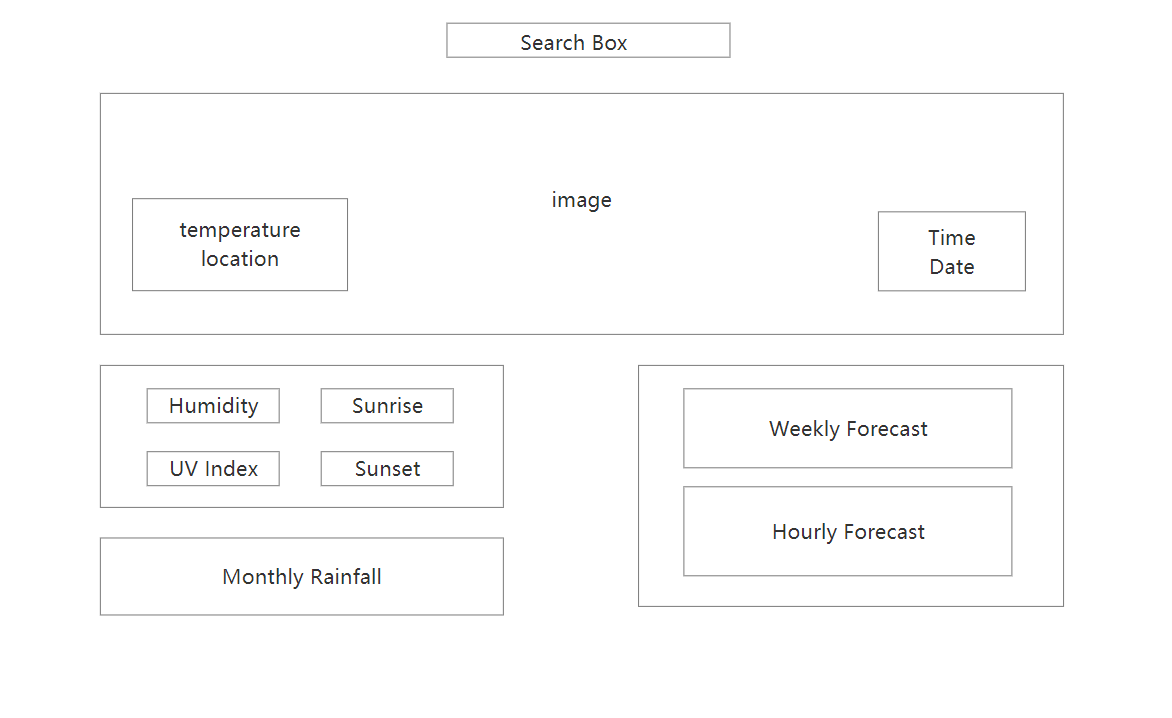 Search Box
image
temperature
location
Time
Date
Humidity
Sunrise
UV Index
Sunset
Weekly Forecast
Hourly Forecast
Monthly Rainfall